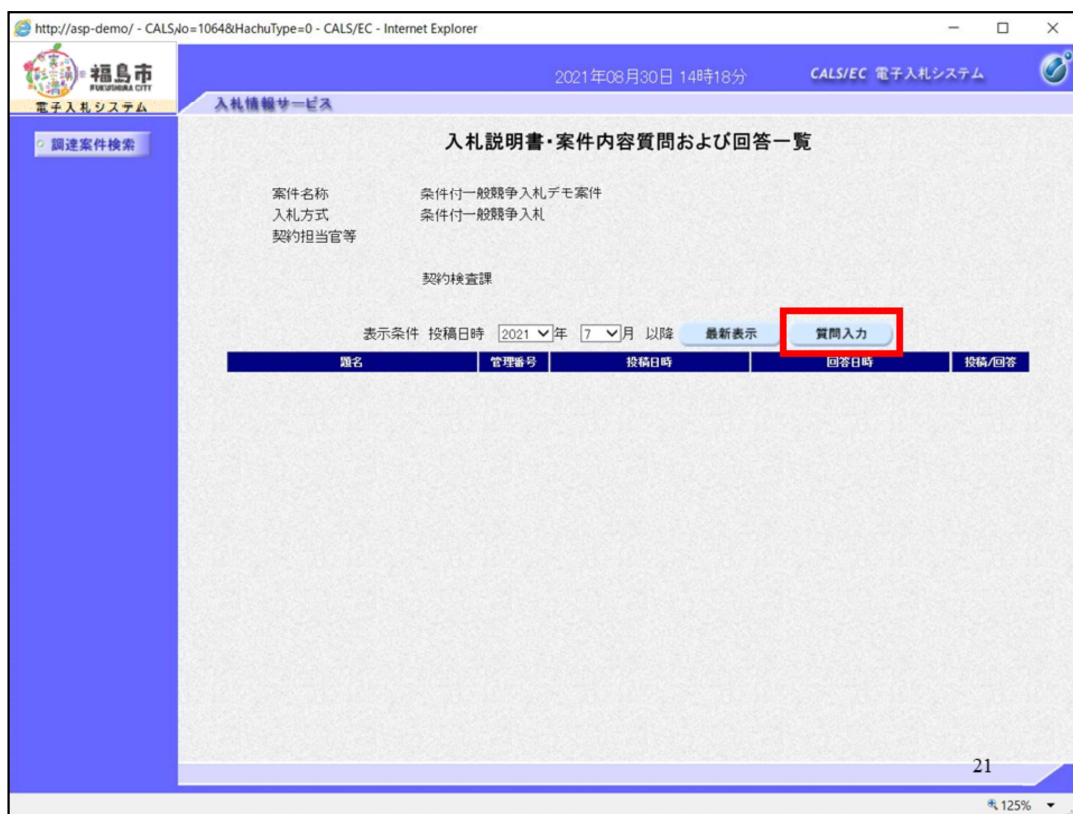 http://asp-demo/ - CALS/Io=1064&HachuType=0 - CALS/EC - Internet Explorer
福島市
FUKUSHIMA CITY
電子入札システム
2021年08月30日 14時18分
CALS/EC 電子入札システム
入札情報サービス
調達案件検索
入札説明書・案件内容質問および回答一覧
案件名称 条件付一般競争入札デモ案件
入札方式 条件付一般競争入札
契約担当官等
契約検査課
表示条件 投稿日時 2021 年 7 月 以降 最新表示 質問入力
題名 管理番号 投稿日時 回答日時 投稿/回答
21
125%